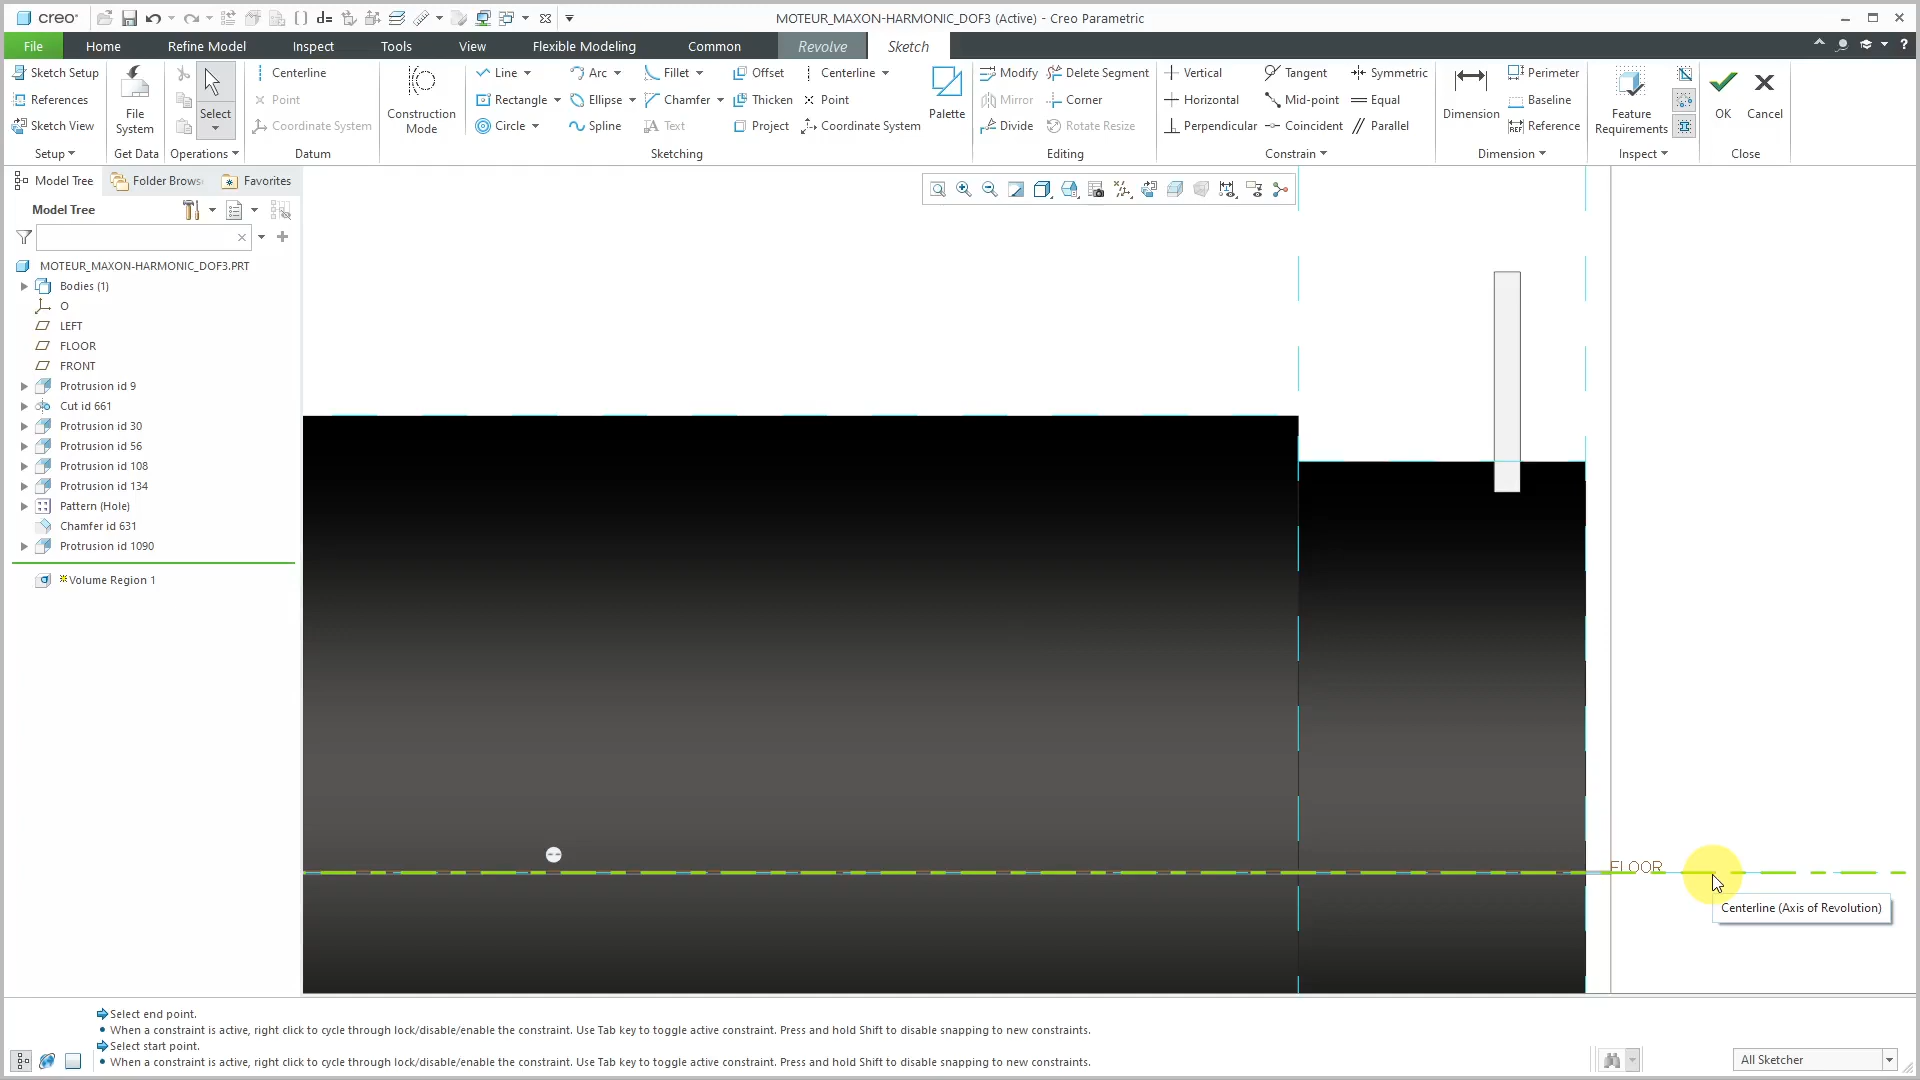 creo
MOTEUR_MAXON-HARMONIC_DOF3 (Active) - Creo Parametric
File Home Refine Model Inspect Tools View Flexible Modeling Common Revolve Sketch
Sketch Setup
References
Sketch View
Setup
File System
Get Data
Select
Operations
Centerline
Point
Coordinate System
Datum
Construction Mode
Line Arc Fillet Offset Centerline
Rectangle Ellipse Chamfer Thicken Point
Circle Spline Text Project Coordinate System
Palette
Sketching
Modify Delete Segment
Mirror Corner
Divide Rotate Resize
Editing
Vertical Tangent Symmetric
Horizontal Mid-point Equal
Perpendicular Coincident Parallel
Constrain
Dimension
Perimeter
Baseline
Reference
Dimension
Feature Requirements
Inspect
OK
Cancel
Close
Model Tree Folder Brows Favorites
Model Tree
MOTEUR_MAXON-HARMONIC_DOF3.PRT
Bodies (1)
O
LEFT
FLOOR
FRONT
Protrusion id 9
Cut id 661
Protrusion id 30
Protrusion id 56
Protrusion id 108
Protrusion id 134
Pattern (Hole)
Chamfer id 631
Protrusion id 1090
Volume Region 1
FLOOR
Centerline (Axis of Revolution)
Select end point.
When a constraint is active, right click to cycle through lock/disable/enable the constraint. Use Tab key to toggle active constraint. Press and hold Shift to disable snapping to new constraints.
Select start point.
When a constraint is active, right click to cycle through lock/disable/enable the constraint. Use Tab key to toggle active constraint. Press and hold Shift to disable snapping to new constraints.
All Sketcher